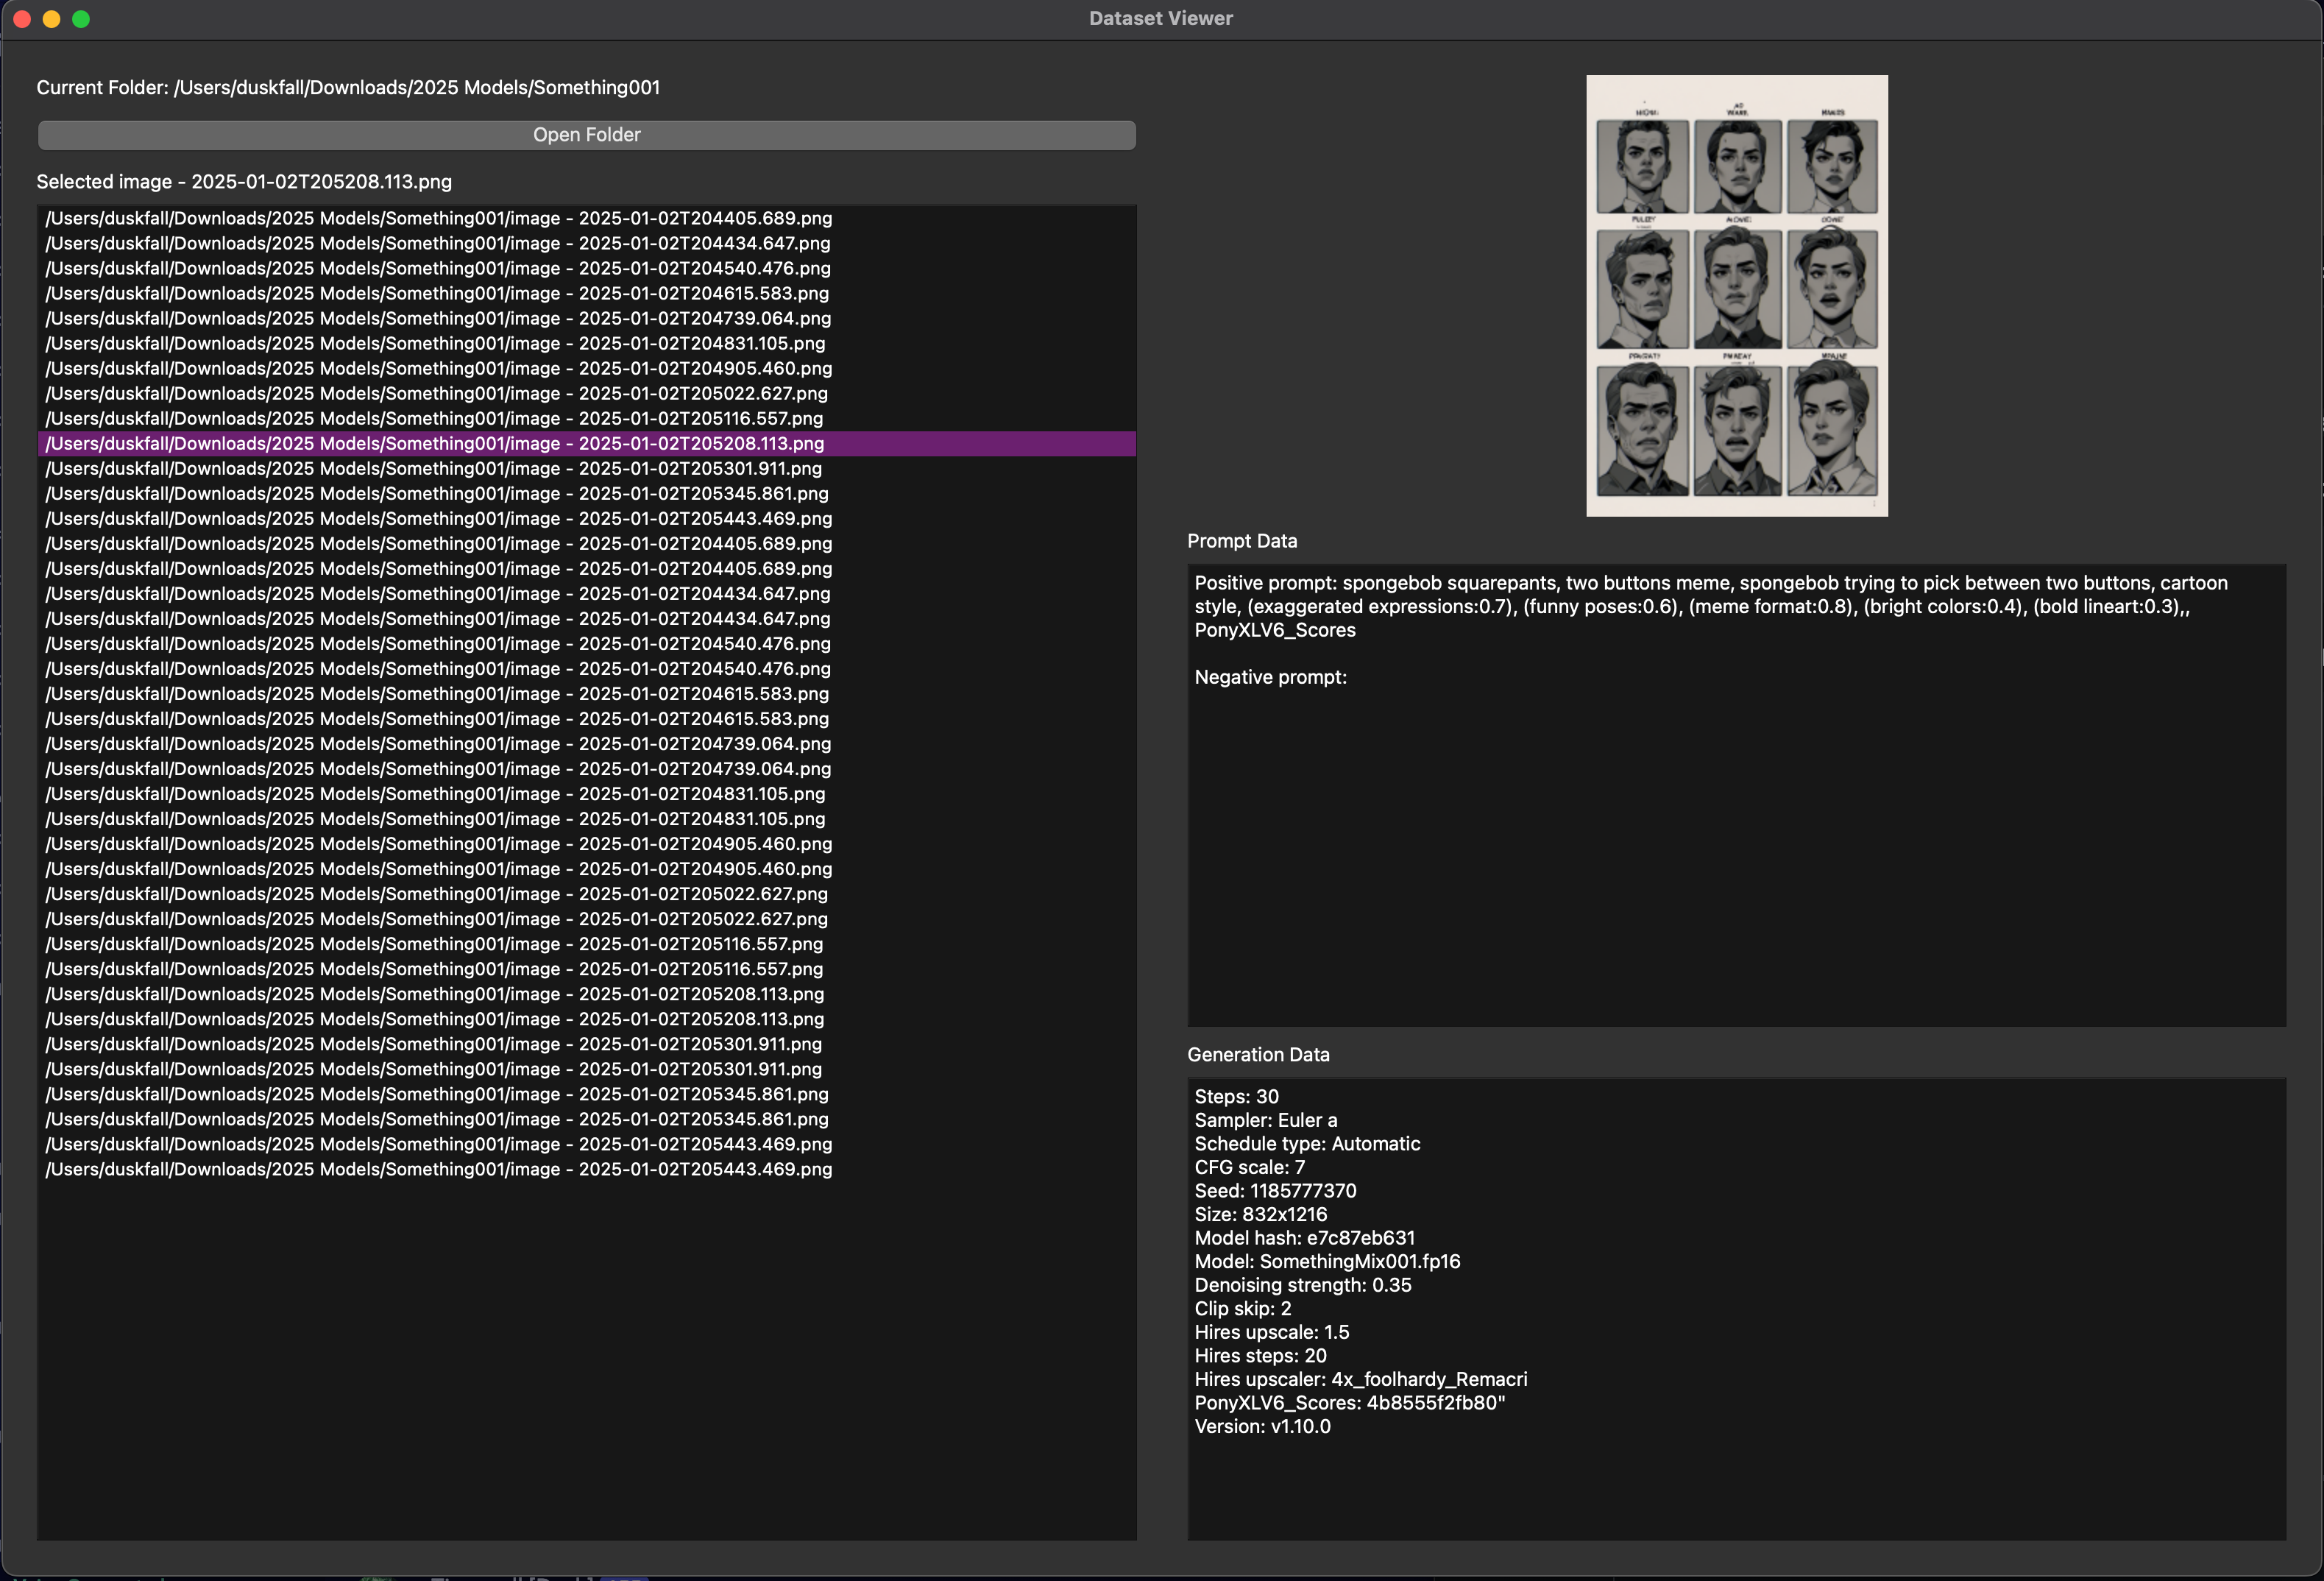 Dataset Viewer
Current Folder: /Users/duskfall/Downloads/2025 Models/Something001
Open Folder
Selected image - 2025-01-02T205208.113.png
/Users/duskfall/Downloads/2025 Models/Something001/image - 2025-01-02T204405.689.png
/Users/duskfall/Downloads/2025 Models/Something001/image - 2025-01-02T204434.647.png
/Users/duskfall/Downloads/2025 Models/Something001/image - 2025-01-02T204540.476.png
/Users/duskfall/Downloads/2025 Models/Something001/image - 2025-01-02T204615.583.png
/Users/duskfall/Downloads/2025 Models/Something001/image - 2025-01-02T204739.064.png
/Users/duskfall/Downloads/2025 Models/Something001/image - 2025-01-02T204831.105.png
/Users/duskfall/Downloads/2025 Models/Something001/image - 2025-01-02T204905.460.png
/Users/duskfall/Downloads/2025 Models/Something001/image - 2025-01-02T205022.627.png
/Users/duskfall/Downloads/2025 Models/Something001/image - 2025-01-02T205116.557.png
/Users/duskfall/Downloads/2025 Models/Something001/image - 2025-01-02T205208.113.png
/Users/duskfall/Downloads/2025 Models/Something001/image - 2025-01-02T205301.911.png
/Users/duskfall/Downloads/2025 Models/Something001/image - 2025-01-02T205345.861.png
/Users/duskfall/Downloads/2025 Models/Something001/image - 2025-01-02T205443.469.png
/Users/duskfall/Downloads/2025 Models/Something001/image - 2025-01-02T204405.689.png
/Users/duskfall/Downloads/2025 Models/Something001/image - 2025-01-02T204405.689.png
/Users/duskfall/Downloads/2025 Models/Something001/image - 2025-01-02T204434.647.png
/Users/duskfall/Downloads/2025 Models/Something001/image - 2025-01-02T204434.647.png
/Users/duskfall/Downloads/2025 Models/Something001/image - 2025-01-02T204540.476.png
/Users/duskfall/Downloads/2025 Models/Something001/image - 2025-01-02T204540.476.png
/Users/duskfall/Downloads/2025 Models/Something001/image - 2025-01-02T204615.583.png
/Users/duskfall/Downloads/2025 Models/Something001/image - 2025-01-02T204615.583.png
/Users/duskfall/Downloads/2025 Models/Something001/image - 2025-01-02T204739.064.png
/Users/duskfall/Downloads/2025 Models/Something001/image - 2025-01-02T204739.064.png
/Users/duskfall/Downloads/2025 Models/Something001/image - 2025-01-02T204831.105.png
/Users/duskfall/Downloads/2025 Models/Something001/image - 2025-01-02T204831.105.png
/Users/duskfall/Downloads/2025 Models/Something001/image - 2025-01-02T204905.460.png
/Users/duskfall/Downloads/2025 Models/Something001/image - 2025-01-02T204905.460.png
/Users/duskfall/Downloads/2025 Models/Something001/image - 2025-01-02T205022.627.png
/Users/duskfall/Downloads/2025 Models/Something001/image - 2025-01-02T205022.627.png
/Users/duskfall/Downloads/2025 Models/Something001/image - 2025-01-02T205116.557.png
/Users/duskfall/Downloads/2025 Models/Something001/image - 2025-01-02T205116.557.png
/Users/duskfall/Downloads/2025 Models/Something001/image - 2025-01-02T205208.113.png
/Users/duskfall/Downloads/2025 Models/Something001/image - 2025-01-02T205208.113.png
/Users/duskfall/Downloads/2025 Models/Something001/image - 2025-01-02T205301.911.png
/Users/duskfall/Downloads/2025 Models/Something001/image - 2025-01-02T205301.911.png
/Users/duskfall/Downloads/2025 Models/Something001/image - 2025-01-02T205345.861.png
/Users/duskfall/Downloads/2025 Models/Something001/image - 2025-01-02T205345.861.png
/Users/duskfall/Downloads/2025 Models/Something001/image - 2025-01-02T205443.469.png
/Users/duskfall/Downloads/2025 Models/Something001/image - 2025-01-02T205443.469.png
Prompt Data
Positive prompt: spongebob squarepants, two buttons meme, spongebob trying to pick between two buttons, cartoon
style, (exaggerated expressions:0.7), (funny poses:0.6), (meme format:0.8), (bright colors:0.4), (bold lineart:0.3),,
PonyXLV6_Scores
Negative prompt:
Generation Data
Steps: 30
Sampler: Euler a
Schedule type: Automatic
CFG scale: 7
Seed: 1185777370
Size: 832x1216
Model hash: e7c87eb631
Model: SomethingMix001.fp16
Denoising strength: 0.35
Clip skip: 2
Hires upscale: 1.5
Hires steps: 20
Hires upscaler: 4x_foolhardy_Remacri
PonyXLV6_Scores: 4b8555f2fb80"
Version: v1.10.0